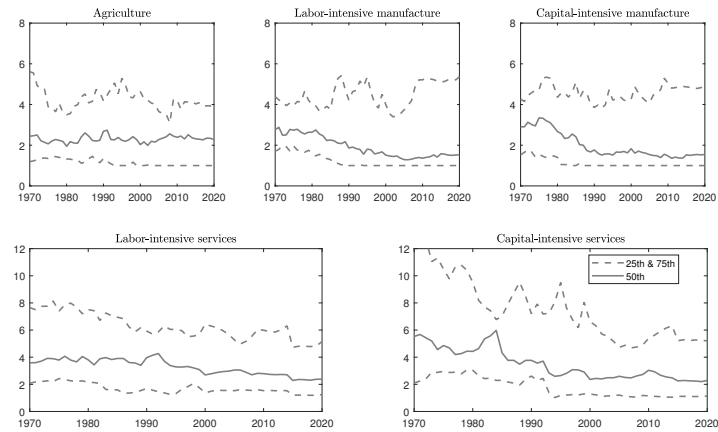 Agriculture
8
6
4
2
0
1970 1980 1990 2000 2010 2020
Labor-intensive manufacture
8
6
4
2
0
1970 1980 1990 2000 2010 2020
Capital-intensive manufacture
8
6
4
2
0
1970 1980 1990 2000 2010 2020
Labor-intensive services
12
10
8
6
4
2
0
1970 1980 1990 2000 2010 2020
Capital-intensive services
12
10
8
6
4
2
0
1970 1980 1990 2000 2010 2020
25th & 75th
50th